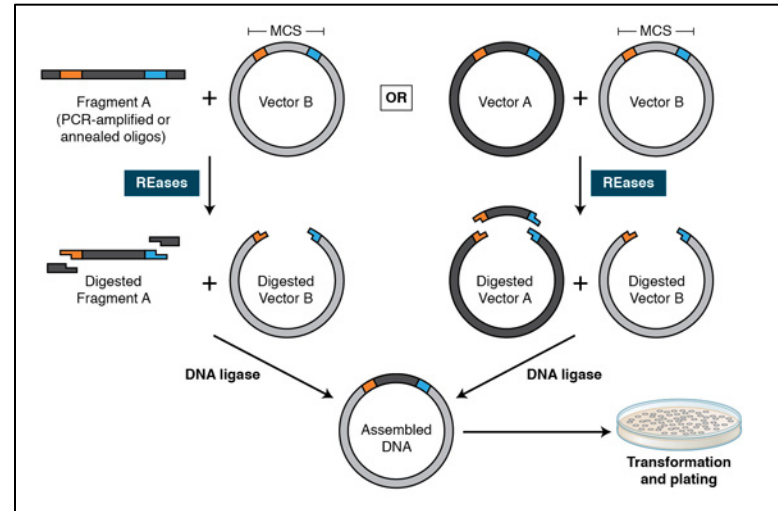 MCS
MCS
Fragment A
(PCR-amplified or
annealed oligos)
+
Vector B
OR
Vector A
+
Vector B
REases
REases
Digested
Fragment A
+
Digested
Vector B
Digested
Vector A
+
Digested
Vector B
DNA ligase
DNA ligase
Assembled
DNA
Transformation
and plating